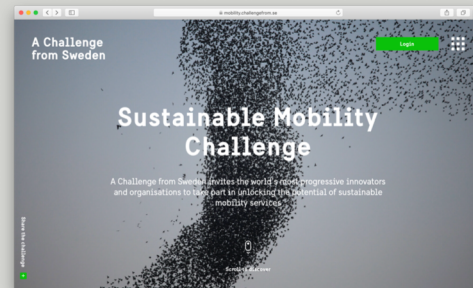 mobility.challengefrom.se
A Challenge
from Sweden
Login
Sustainable Mobility
Challenge
A Challenge from Sweden invites the world's most progressive innovators
and organisations to take part in unlocking the potential of sustainable
mobility services
Share the challenge